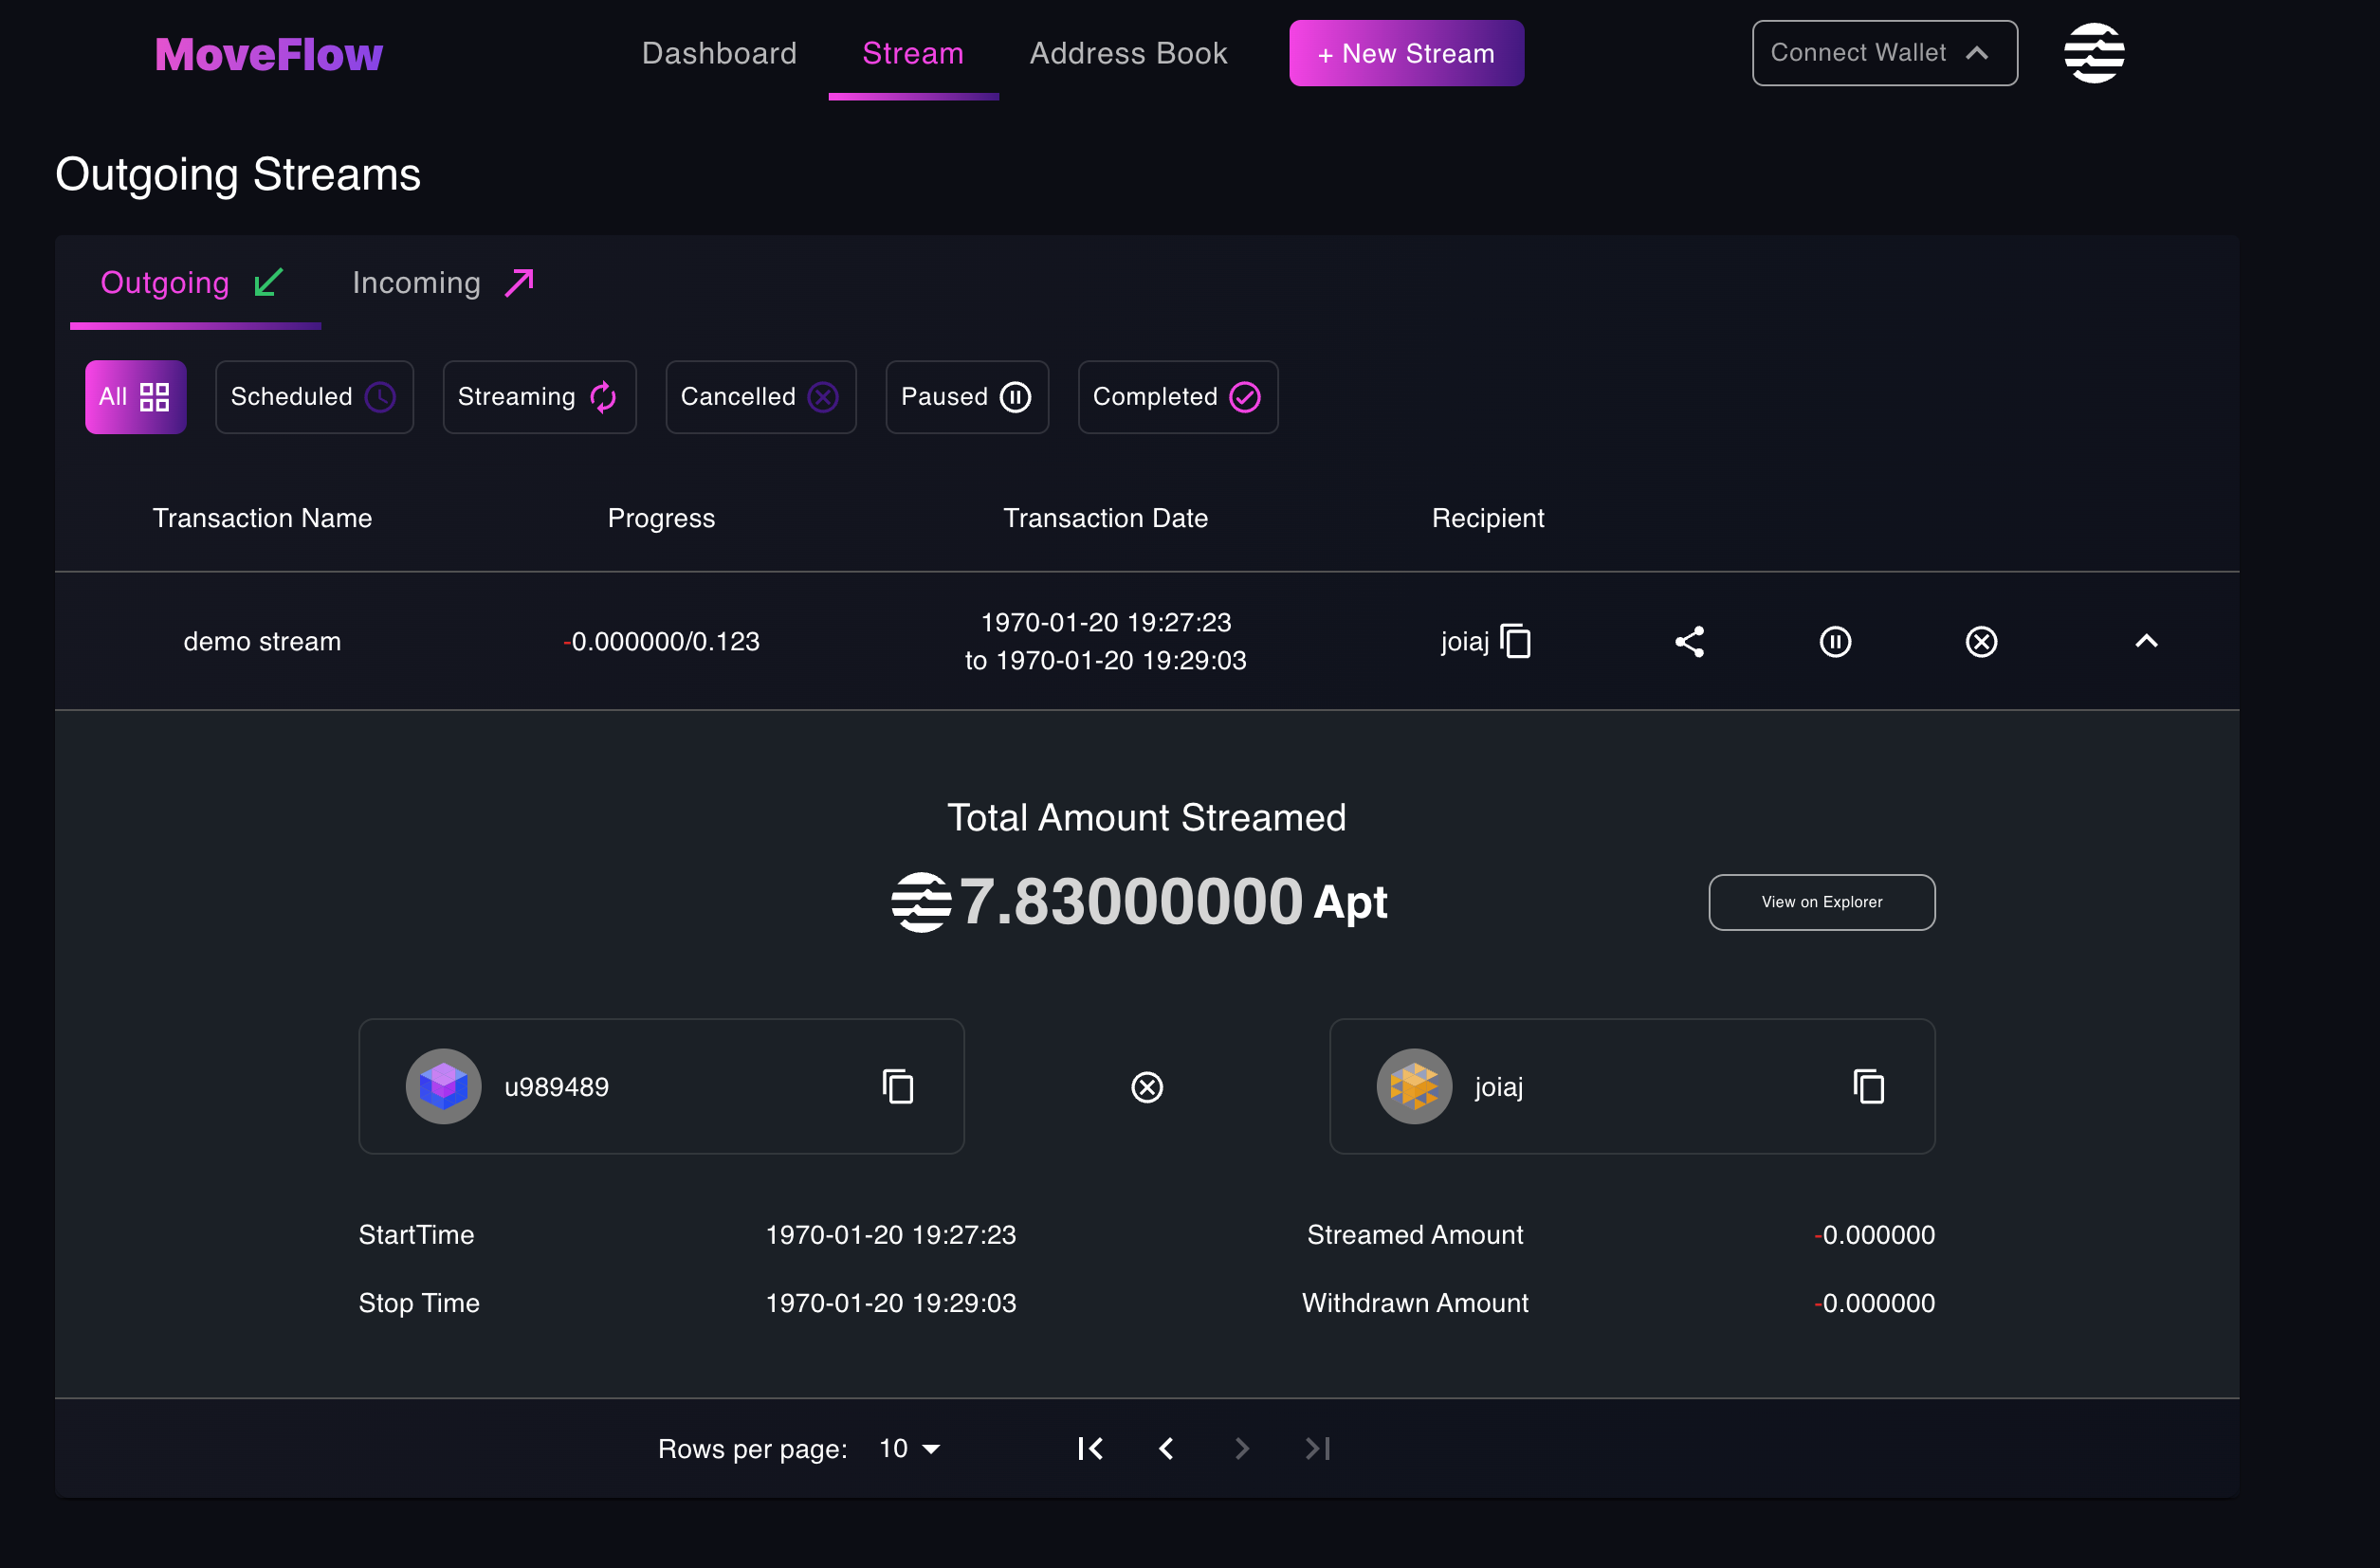 MoveFlow
Dashboard
Stream
Address Book
+ New Stream
Connect Wallet
Outgoing Streams
Outgoing
Incoming
All
Scheduled
Streaming
Cancelled
Paused
Completed
Transaction Name
Progress
Transaction Date
Recipient
demo stream
-0.000000/0.123
1970-01-20 19:27:23
to 1970-01-20 19:29:03
joiaj
Total Amount Streamed
7.83000000 Apt
View on Explorer
u989489
joiaj
StartTime
1970-01-20 19:27:23
Streamed Amount
-0.000000
Stop Time
1970-01-20 19:29:03
Withdrawn Amount
-0.000000
Rows per page:
10